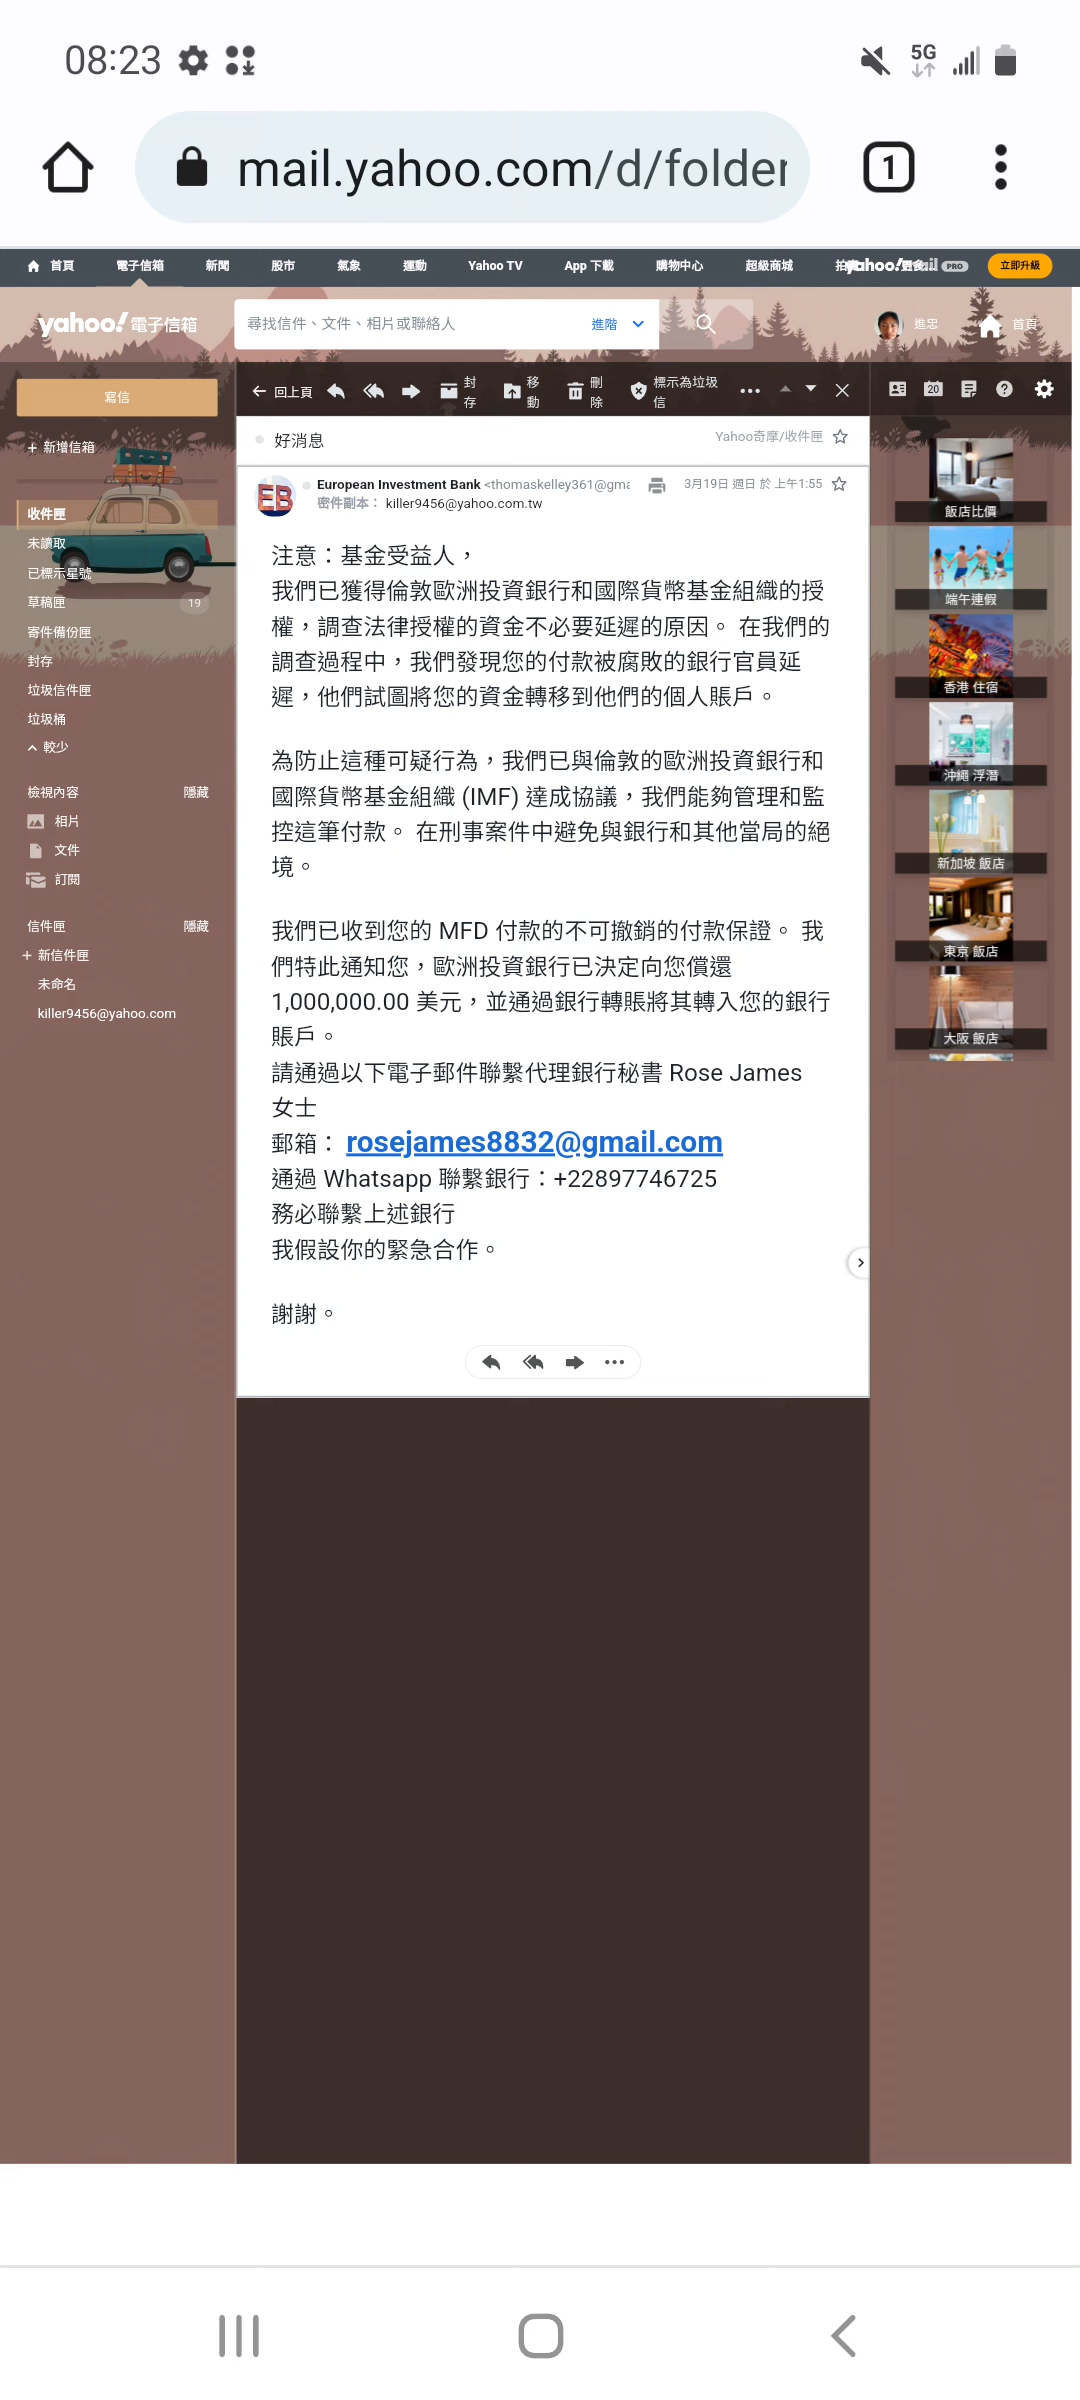 08:23
5G
mail.yahoo.com/d/folder
1
首頁 電子信箱 新聞 股市 氣象 運動 Yahoo TV App 下載 購物中心 超級商城
PRO 立即升級
yahoo!電子信箱
尋找信件、文件、相片或聯絡人 進階
進忠 首頁
寫信
回上頁 封存 移動 刪除 標示為垃圾信
20
新增信箱
好消息
Yahoo奇摩/收件匣
European Investment Bank <thomaskelley361@gma
3月19日 週日 於 上午1:55
密件副本： killer9456@yahoo.com.tw
收件匣
未讀取
已標示星號
草稿匣 19
寄件備份匣
封存
垃圾信件匣
垃圾桶
較少
檢視內容 隱藏
相片
文件
訂閱
信件匣 隱藏
新信件匣
未命名
killer9456@yahoo.com
注意：基金受益人，
我們已獲得倫敦歐洲投資銀行和國際貨幣基金組織的授
權，調查法律授權的資金不必要延遲的原因。 在我們的
調查過程中，我們發現您的付款被腐敗的銀行官員延
遲，他們試圖將您的資金轉移到他們的個人賬戶。
為防止這種可疑行為，我們已與倫敦的歐洲投資銀行和
國際貨幣基金組織 (IMF) 達成協議，我們能夠管理和監
控這筆付款。 在刑事案件中避免與銀行和其他當局的絕
境。
我們已收到您的 MFD 付款的不可撤銷的付款保證。 我
們特此通知您，歐洲投資銀行已決定向您償還
1,000,000.00 美元，並通過銀行轉賬將其轉入您的銀行
賬戶。
請通過以下電子郵件聯繫代理銀行秘書 Rose James
女士
郵箱： rosejames8832@gmail.com
通過 Whatsapp 聯繫銀行：+22897746725
務必聯繫上述銀行
我假設你的緊急合作。
謝謝。
飯店比價
端午連假
香港 住宿
沖繩 浮潛
新加坡 飯店
東京 飯店
大阪 飯店